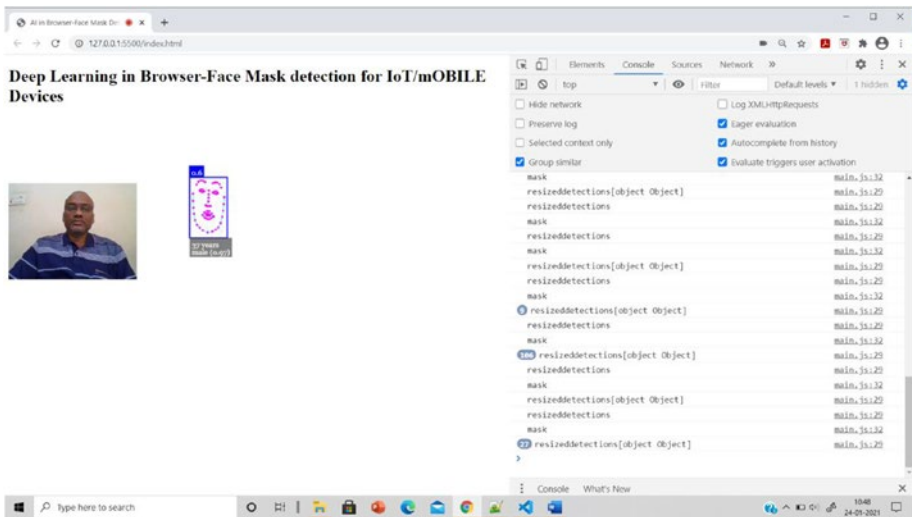 AI in Browser-Face Mask De
127.0.0.1:5500/index.html
Deep Learning in Browser-Face Mask detection for IoT/mOBILE
Devices
0.6
37 years
male (0.97)
Elements Console Sources Network »
top Filter Default levels ▼ 1 hidden
Hide network Log XMLHttpRequests
Preserve log Eager evaluation
Selected context only Autocomplete from history
Group similar Evaluate triggers user activation
mask main.js:32
resizeddetections[object Object] main.js:29
resizeddetections main.js:29
mask main.js:32
resizeddetections main.js:29
mask main.js:32
resizeddetections[object Object] main.js:29
resizeddetections main.js:29
mask main.js:32
9 resizeddetections[object Object] main.js:29
resizeddetections main.js:29
mask main.js:32
106 resizeddetections[object Object] main.js:29
resizeddetections main.js:29
mask main.js:32
resizeddetections[object Object] main.js:29
resizeddetections main.js:29
mask main.js:32
27 resizeddetections[object Object] main.js:29
Console What's New
Type here to search
10:48
24-01-2021